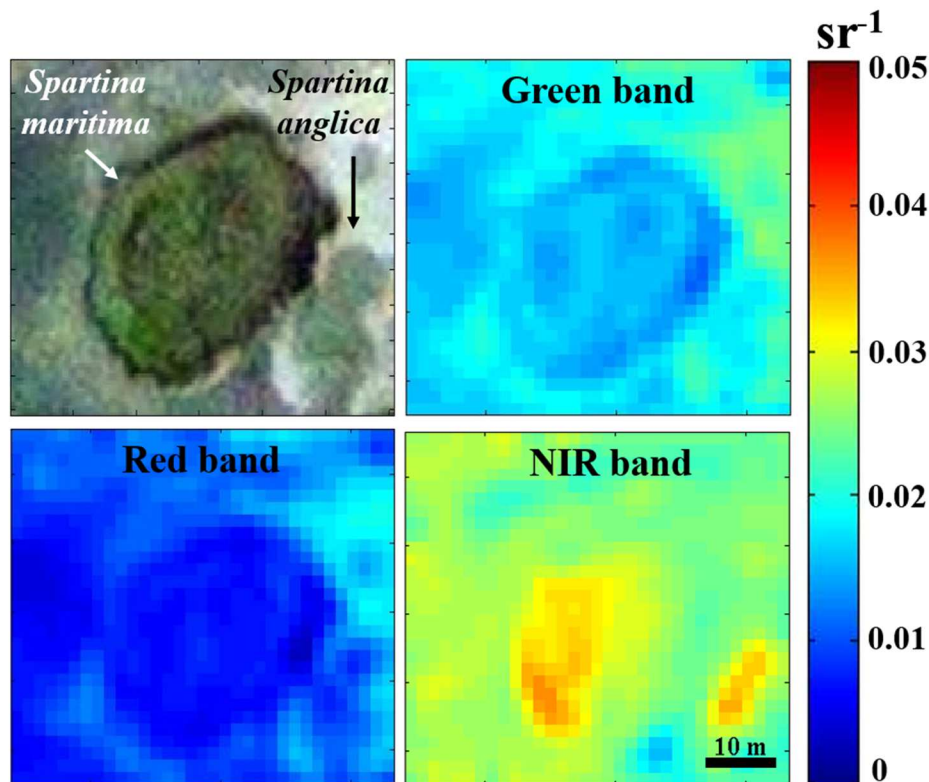 sr-1
Spartina
maritima
Spartina
anglica
Green band
0.05
0.04
0.03
Red band
NIR band
0.02
0.01
10 m
0